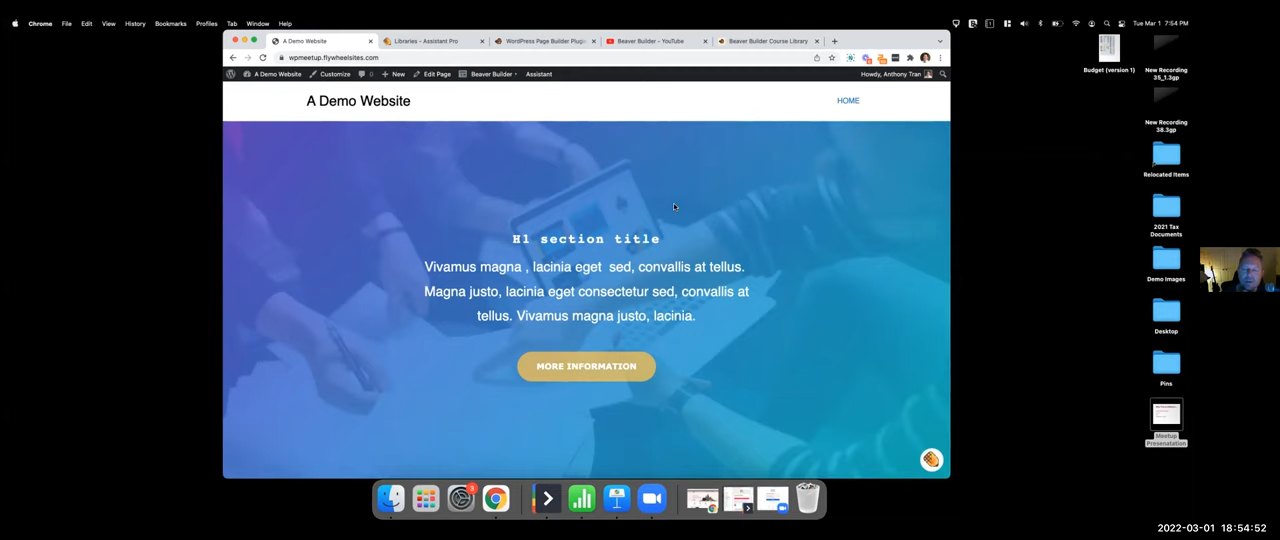 Chrome File Edit View History Bookmarks Profiles Tab Window Help
Tue Mar 1 7:54 PM
A Demo Website
Libraries - Assistant Pro
WordPress Page Builder Plugin
Beaver Builder - YouTube
Beaver Builder Course Library
wpmeetup.flywheelsites.com
A Demo Website Customize 0 New Edit Page Beaver Builder Assistant
Howdy, Anthony Tran
A Demo Website
HOME
H1 section title
Vivamus magna , lacinia eget sed, convallis at tellus.
Magna justo, lacinia eget consectetur sed, convallis at
tellus. Vivamus magna justo, lacinia.
MORE INFORMATION
Budget (version 1)
New Recording
35_1.3gp
New Recording
38.3gp
Relocated Items
2021 Tax
Documents
Demo Images
Desktop
Pins
Meetup
Presenatation
3
2022-03-01 18:54:52